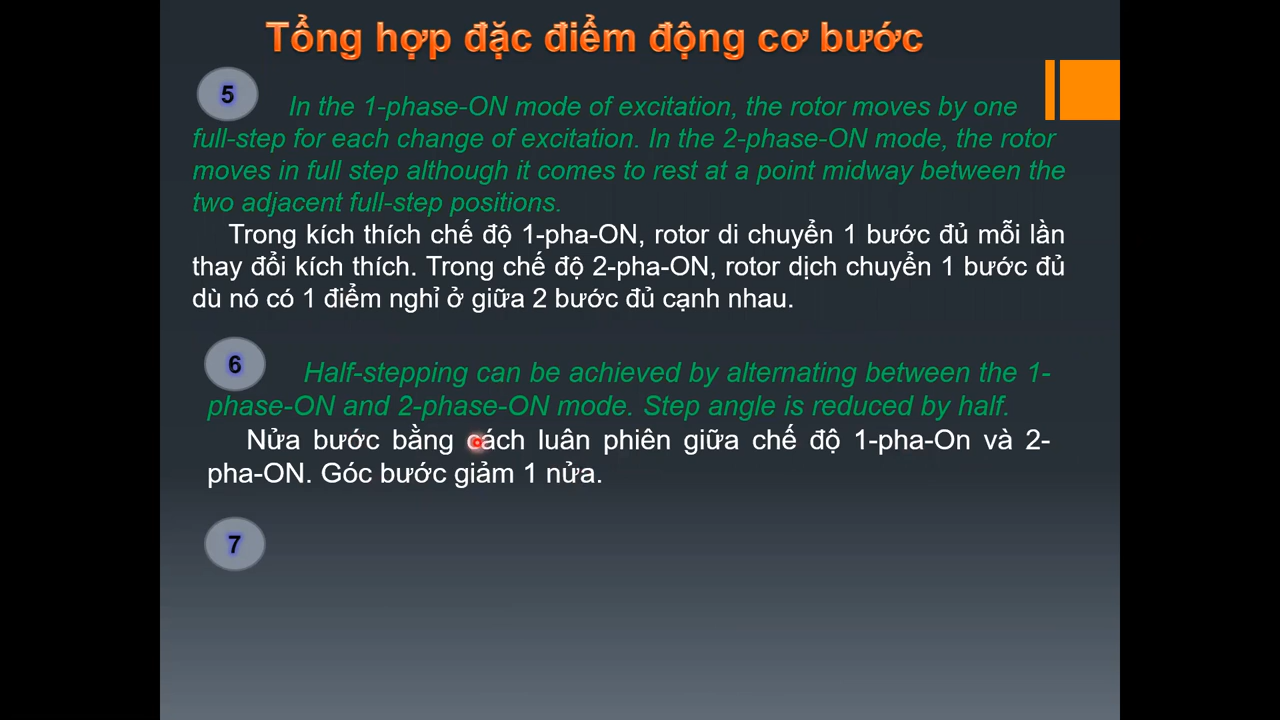 Tổng hợp đặc điểm động cơ bước
5
In the 1-phase-ON mode of excitation, the rotor moves by one
full-step for each change of excitation. In the 2-phase-ON mode, the rotor
moves in full step although it comes to rest at a point midway between the
two adjacent full-step positions.
Trong kích thích chế độ 1-pha-ON, rotor di chuyển 1 bước đủ mỗi lần
thay đổi kích thích. Trong chế độ 2-pha-ON, rotor dịch chuyển 1 bước đủ
dù nó có 1 điểm nghỉ ở giữa 2 bước đủ cạnh nhau.
6
Half-stepping can be achieved by alternating between the 1-
phase-ON and 2-phase-ON mode. Step angle is reduced by half.
Nửa bước bằng cách luân phiên giữa chế độ 1-pha-On và 2-
pha-ON. Góc bước giảm 1 nửa.
7